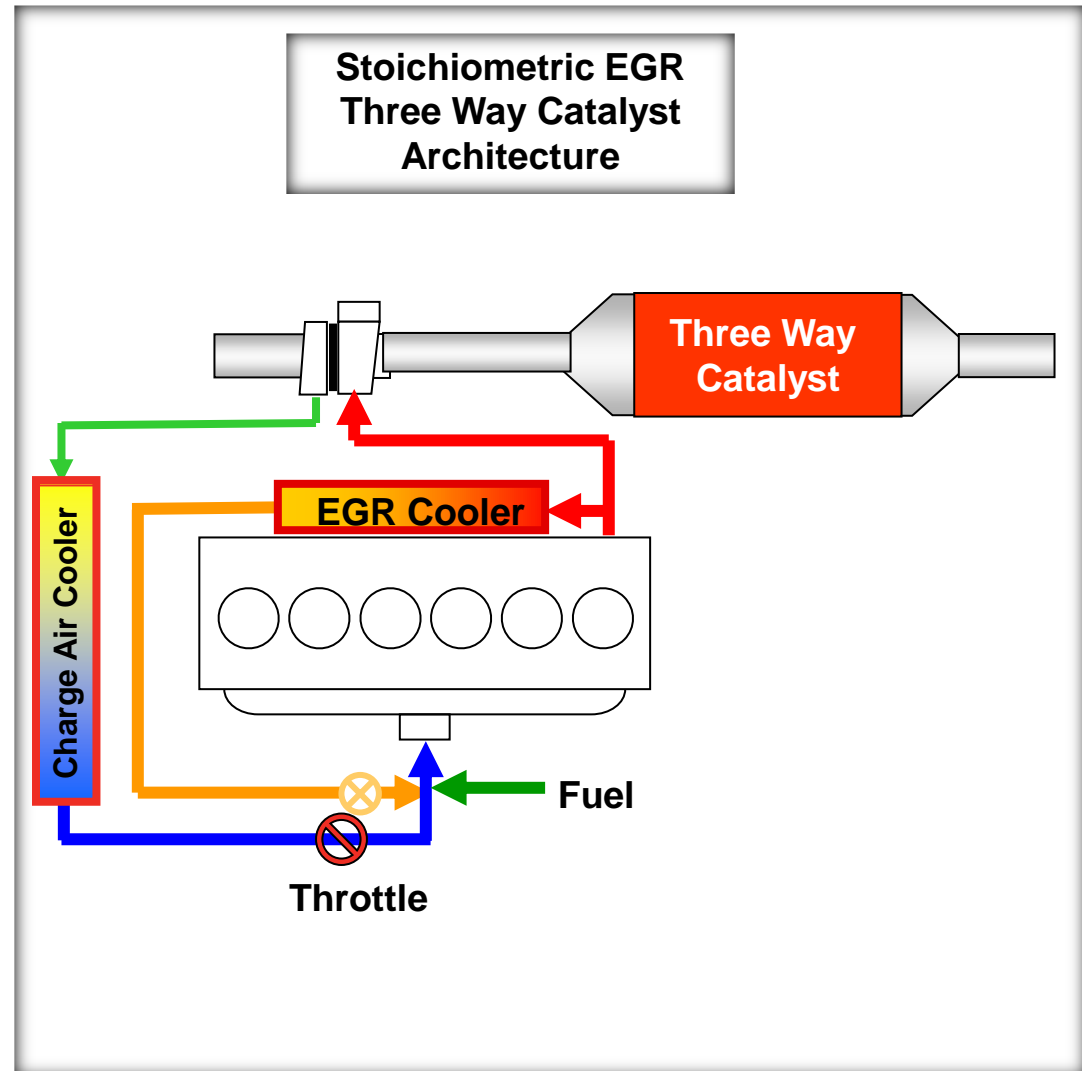 Stoichiometric EGR
Three Way Catalyst
Architecture
Three Way
Catalyst
EGR Cooler
Charge Air Cooler
Fuel
Throttle